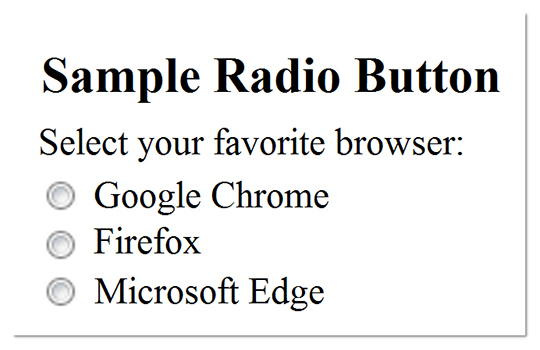 Sample Radio Button
Select your favorite browser:
Google Chrome
Firefox
Microsoft Edge